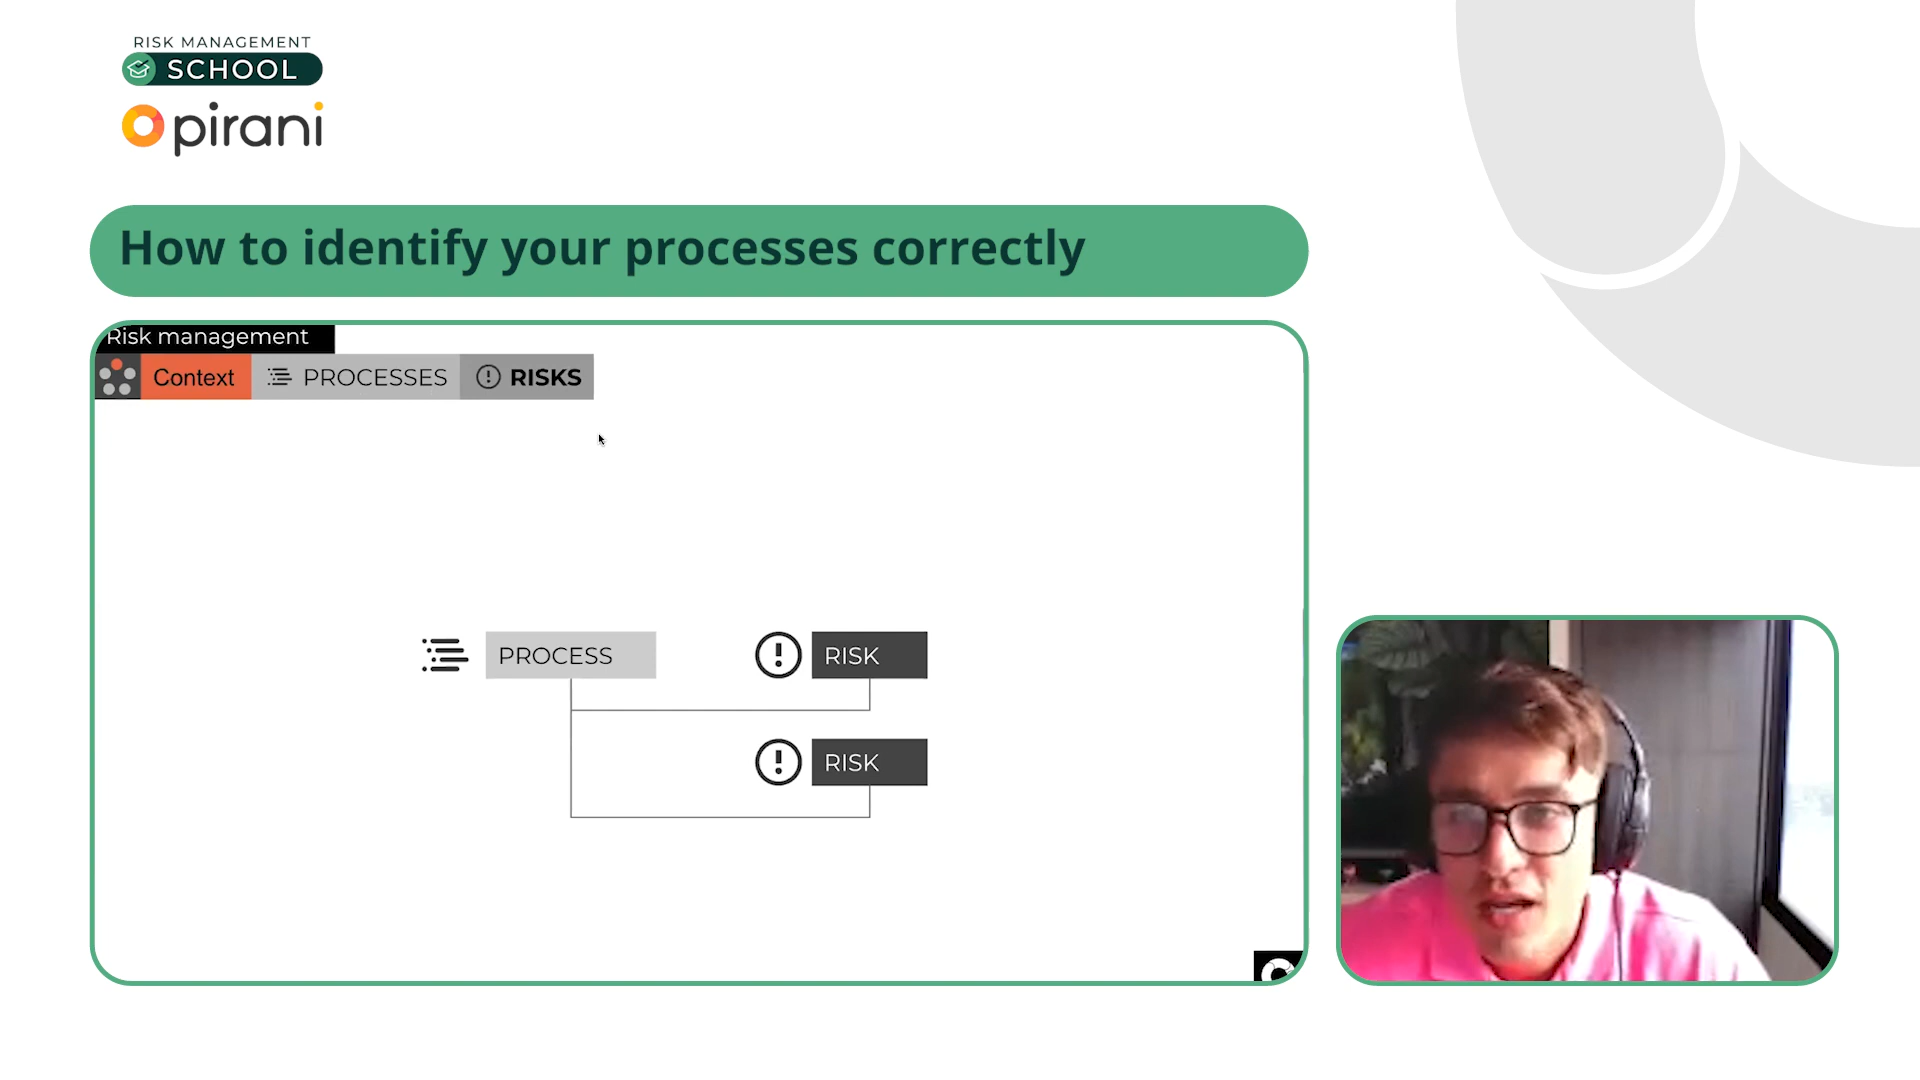 RISK MANAGEMENT
SCHOOL
pirani
How to identify your processes correctly
Risk management
Context PROCESSES RISKS
PROCESS RISK
RISK